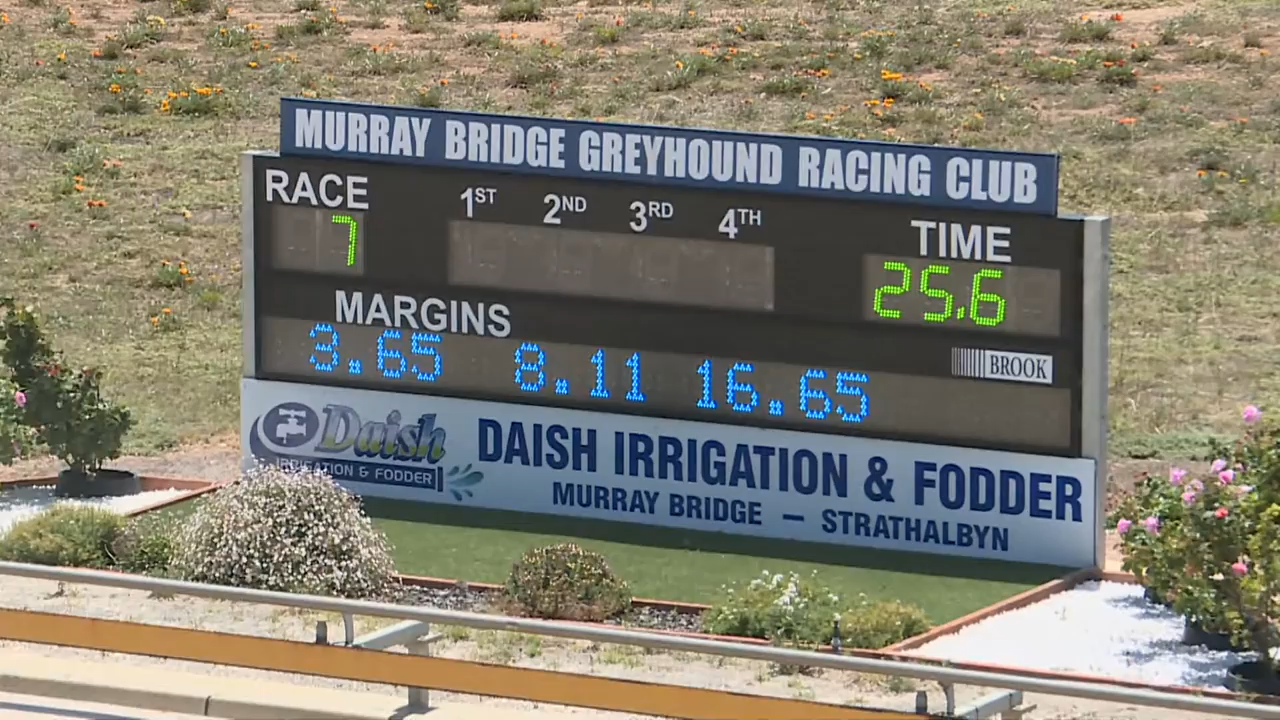 MURRAY BRIDGE GREYHOUND RACING CLUB
RACE 1ST 2ND 3RD 4TH TIME
7 25.6
MARGINS
3.65 8.11 16.65
BROOK
Daish
IRRIGATION & FODDER
DAISH IRRIGATION & FODDER
MURRAY BRIDGE – STRATHALBYN